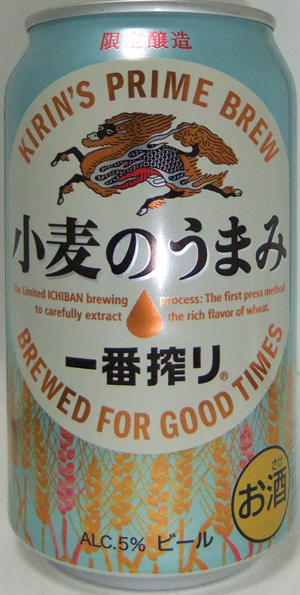 限定醸造
KIRIN'S PRIME BREW
小麦のうまみ
The Limited ICHIBAN brewing process: The first press method
to carefully extract the rich flavor of wheat.
一番搾り®
BREWED FOR GOOD TIMES
さけ
お酒
ALC.5% ビール